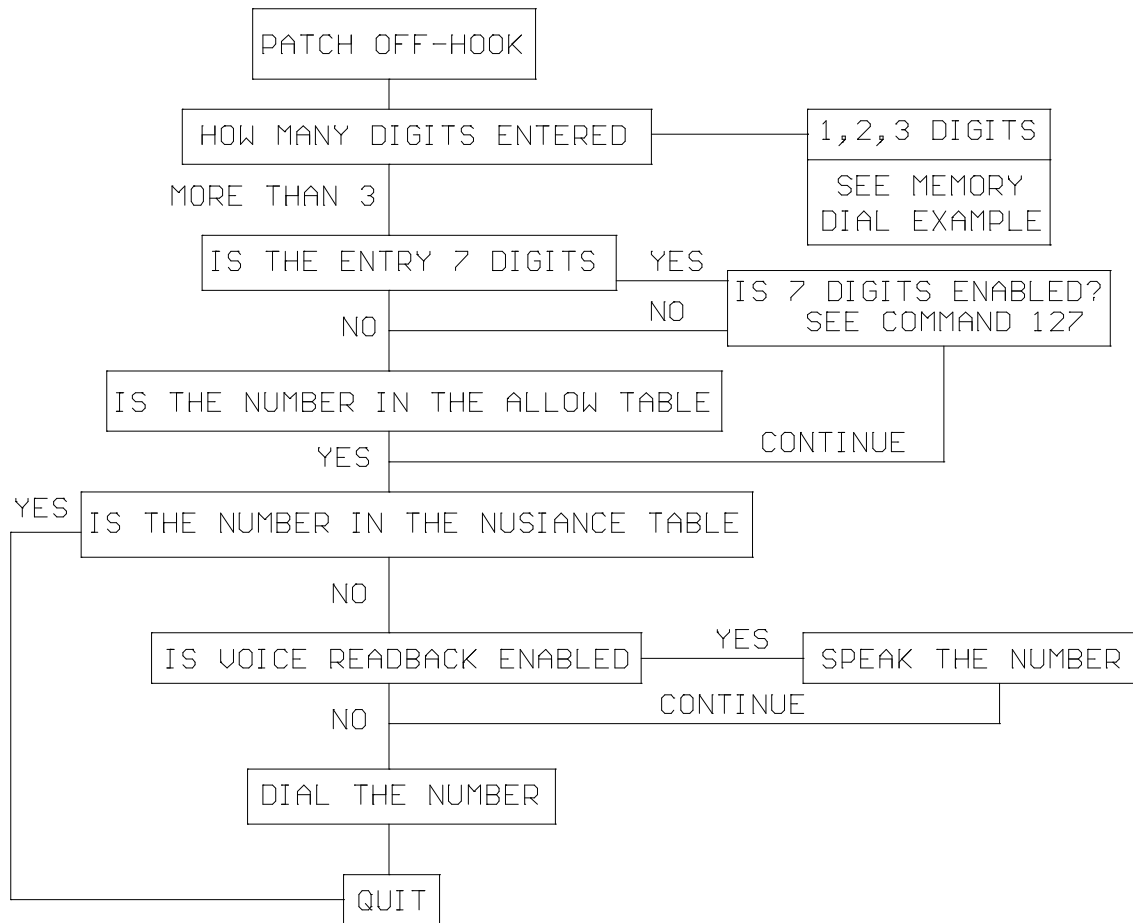 PATCH OFF-HOOK
HOW MANY DIGITS ENTERED
1,2,3 DIGITS
SEE MEMORY
DIAL EXAMPLE
MORE THAN 3
IS THE ENTRY 7 DIGITS
YES
IS 7 DIGITS ENABLED?
SEE COMMAND 127
NO
NO
IS THE NUMBER IN THE ALLOW TABLE
CONTINUE
YES
YES
IS THE NUMBER IN THE NUSIANCE TABLE
NO
IS VOICE READBACK ENABLED
YES
SPEAK THE NUMBER
CONTINUE
NO
DIAL THE NUMBER
QUIT